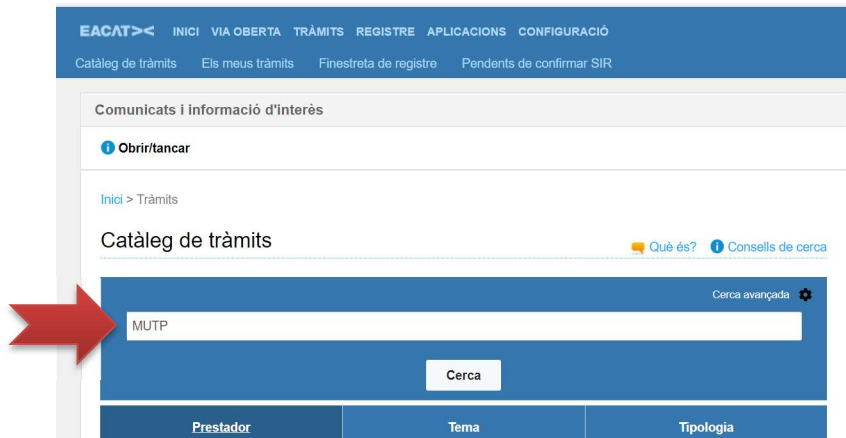 EACAT INICI VIA OBERTA TRÀMITS REGISTRE APLICACIONS CONFIGURACIÓ
Catàleg de tràmits Els meus tràmits Finestreta de registre Pendents de confirmar SIR
Comunicats i informació d'interès
Obrir/tancar
Inici > Tràmits
Catàleg de tràmits
Què és? Consells de cerca
Cerca avançada
MUTP
Cerca
Prestador Tema Tipologia